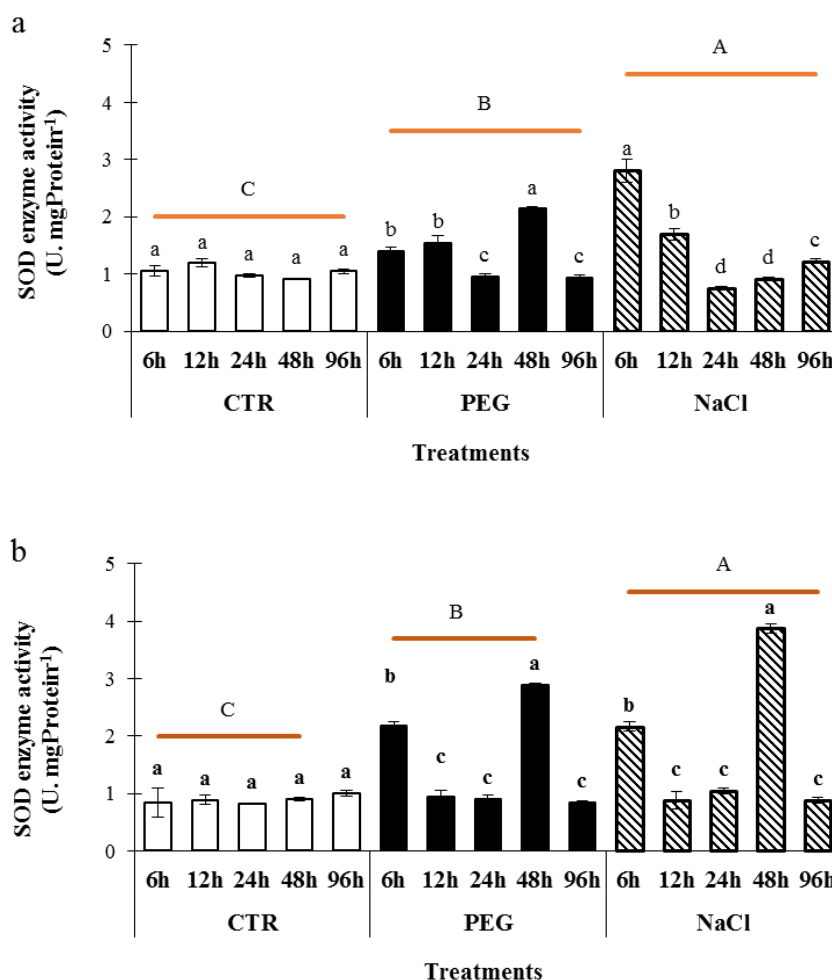 a
5
A
4
B
3
a
C
a
2
b
b
b
a
a
a
a
a
c
c
d
d
c
1
0
SOD enzyme activity
(U. mgProtein-1)
6h 12h 24h 48h 96h 6h 12h 24h 48h 96h 6h 12h 24h 48h 96h
CTR PEG NaCl
Treatments
b
5
A
a
4
B
a
3
b
b
C
2
a
a
a
a
a
c
c
c
c
c
c
1
0
SOD enzyme activity
(U. mgProtein-1)
6h 12h 24h 48h 96h 6h 12h 24h 48h 96h 6h 12h 24h 48h 96h
CTR PEG NaCl
Treatments